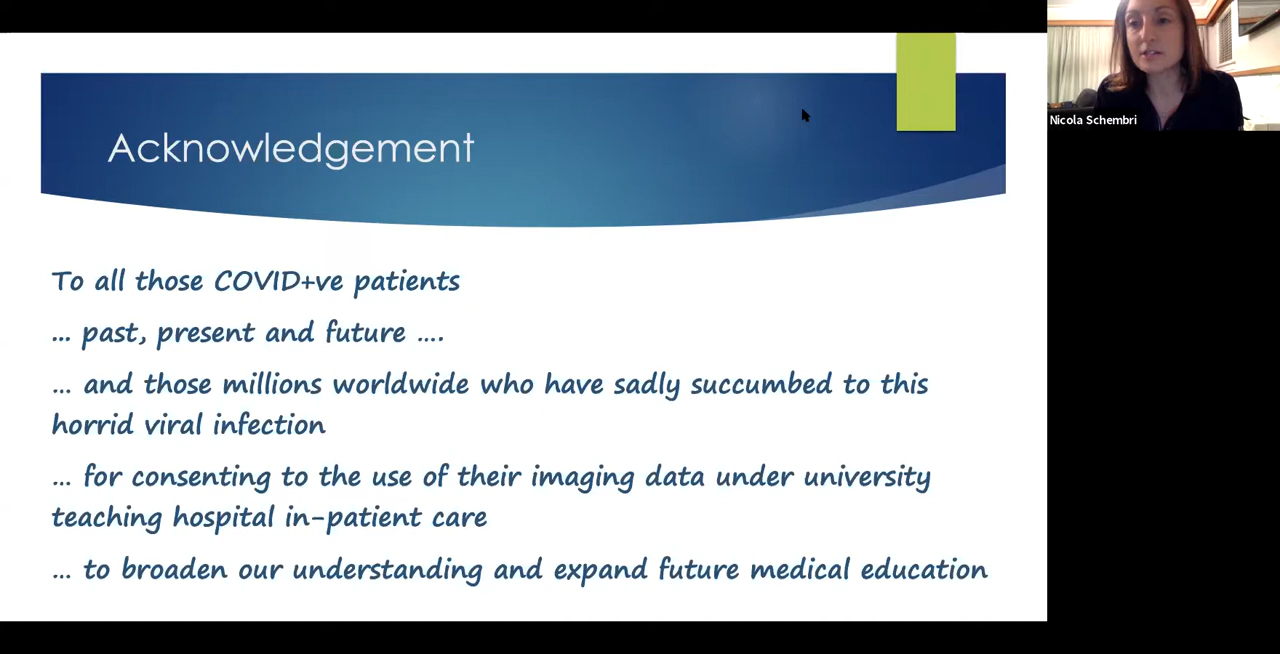 Acknowledgement
Nicola Schembri
To all those COVID+ve patients
... past, present and future ....
... and those millions worldwide who have sadly succumbed to this
horrid viral infection
... for consenting to the use of their imaging data under university
teaching hospital in-patient care
... to broaden our understanding and expand future medical education